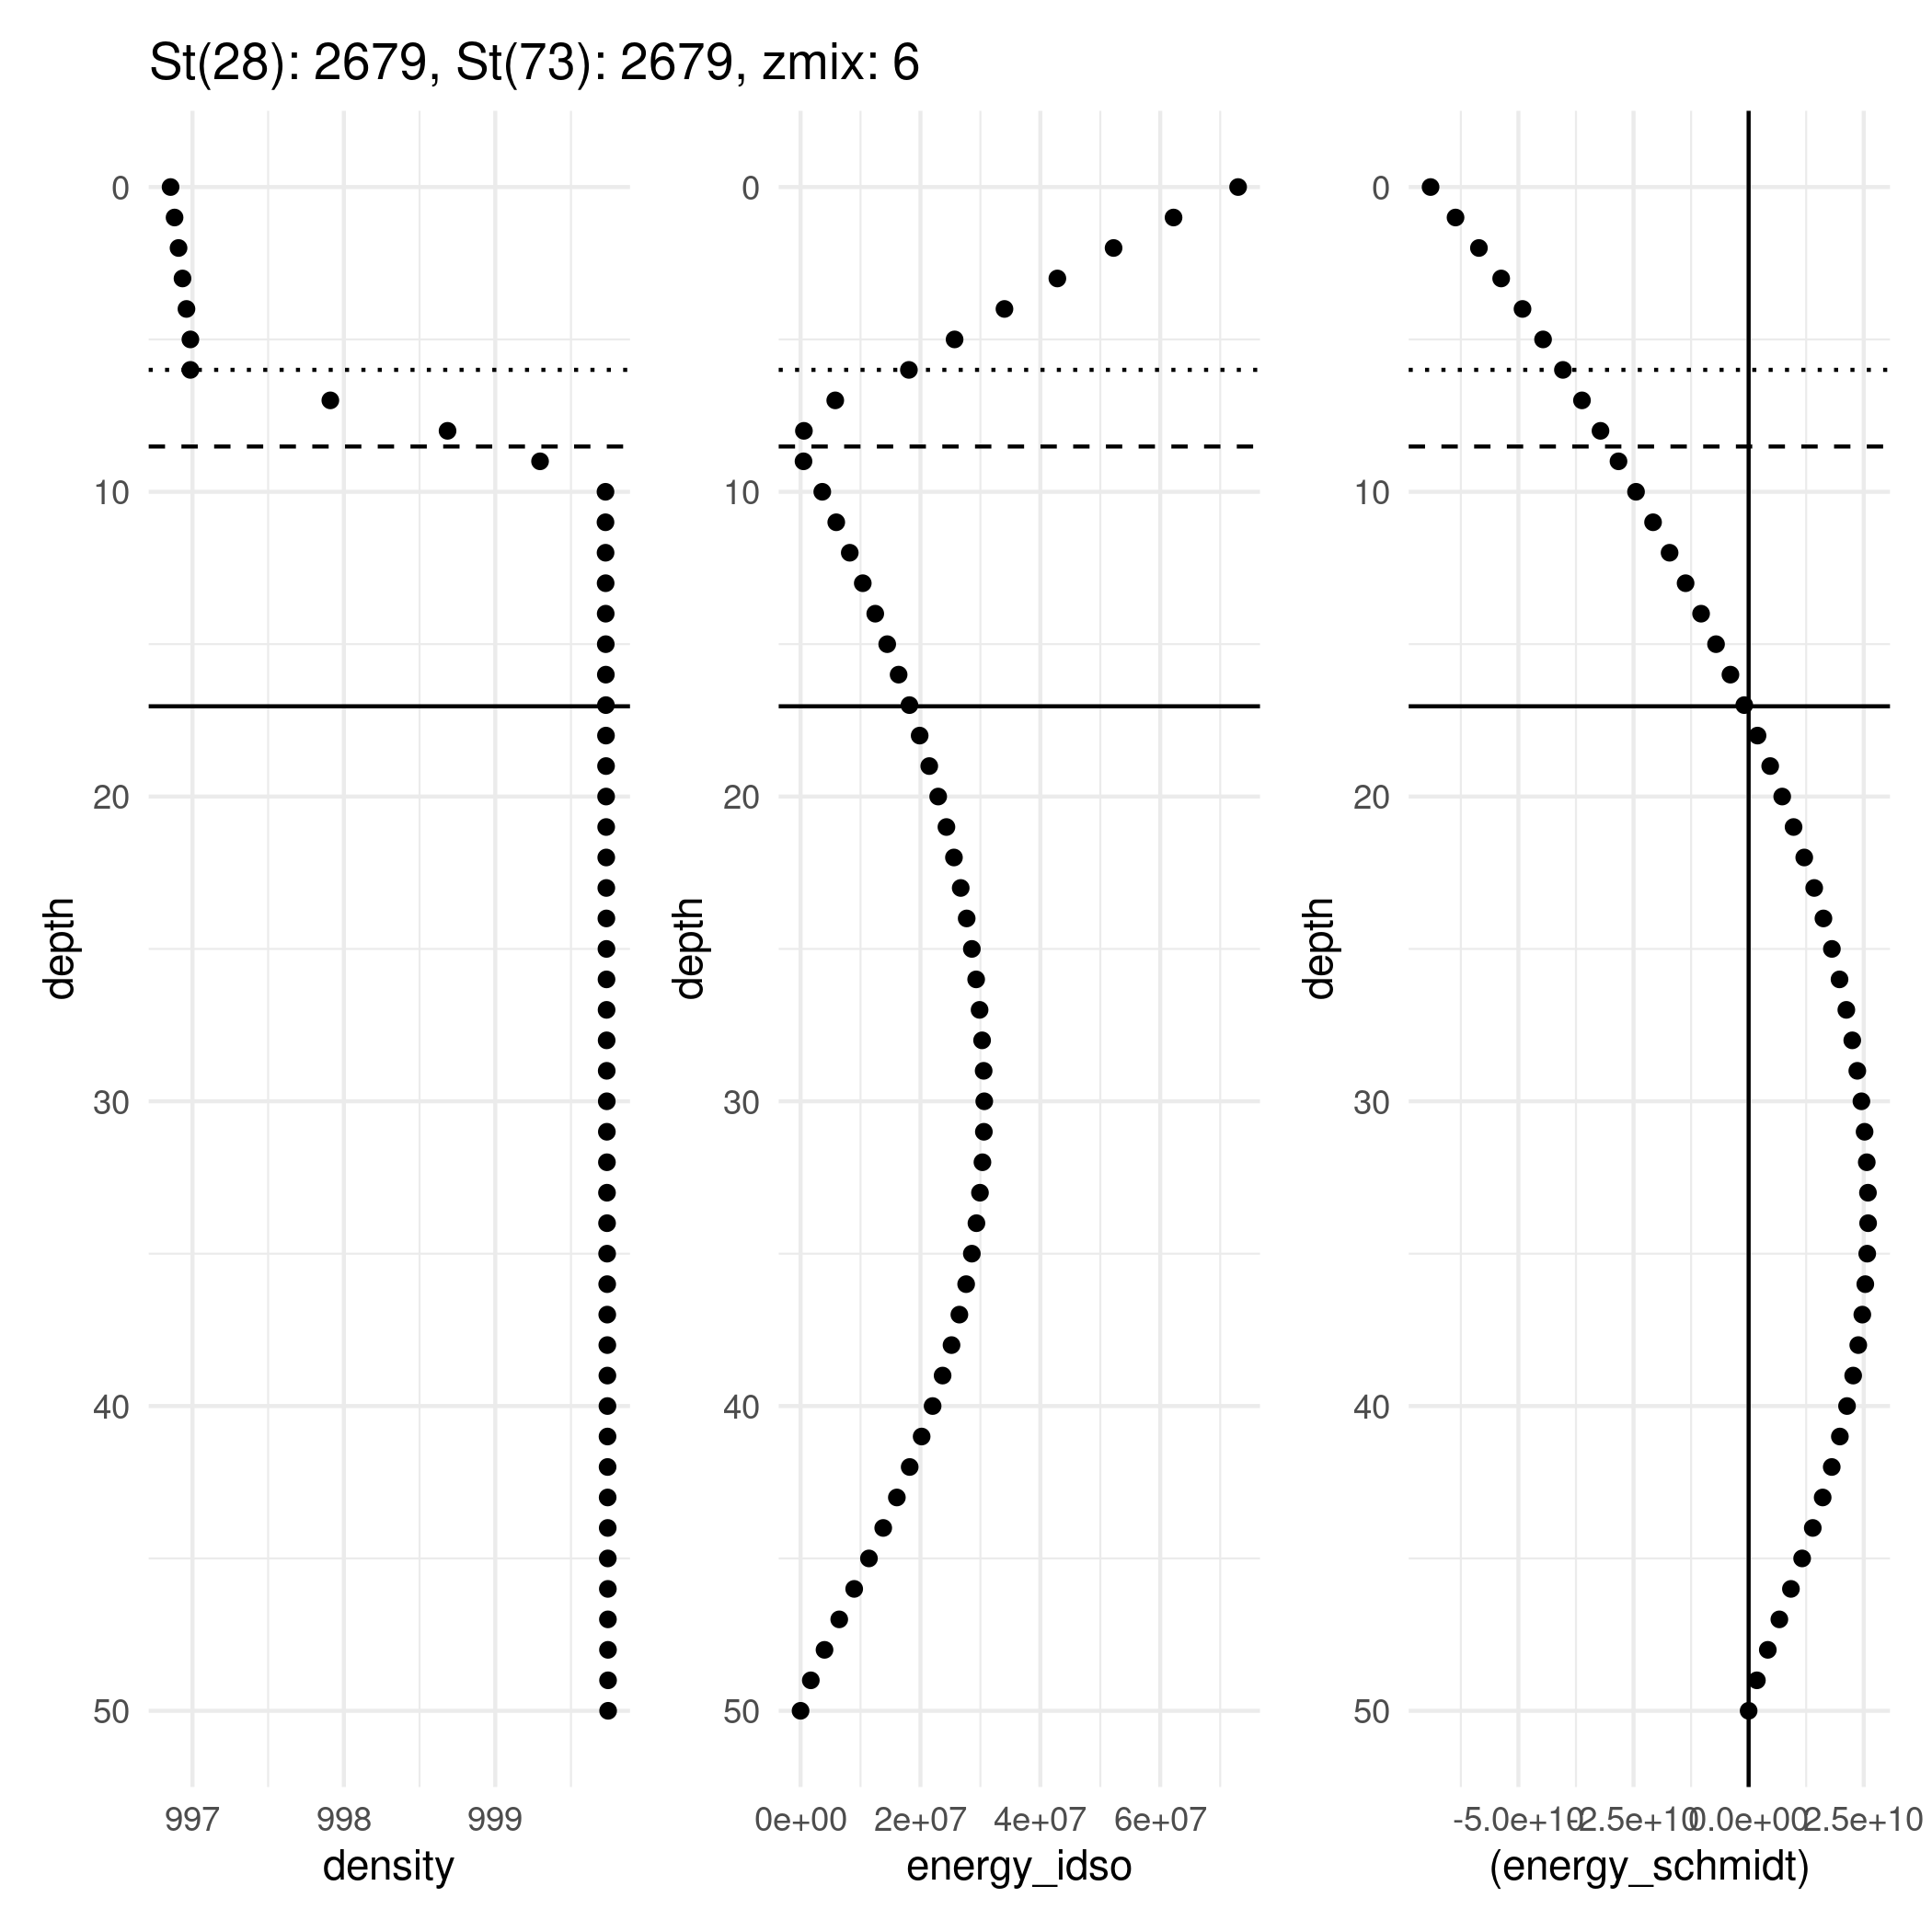 St(28): 2679, St(73): 2679, zmix: 6
0
10
20
30
40
50
depth
997 998 999
density
0
10
20
30
40
50
depth
0e+00 2e+07 4e+07 6e+07
energy_idso
0
10
20
30
40
50
depth
-5.0e+10 -2.5e+10 0.0e+00 2.5e+10
(energy_schmidt)